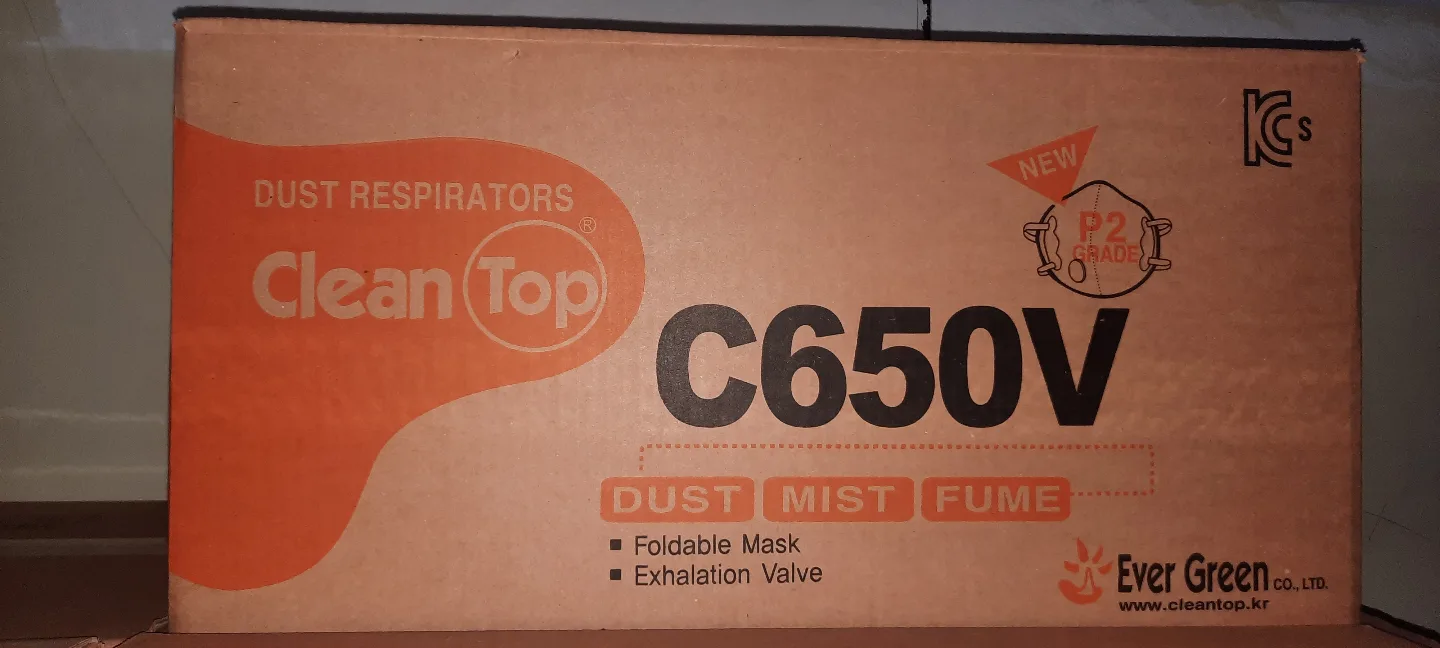 DUST RESPIRATORS
Clean Top ®
NEW
P2
GRADE
KCs
C650V
DUST MIST FUME
■ Foldable Mask
■ Exhalation Valve
Ever Green CO., LTD.
www.cleantop.kr